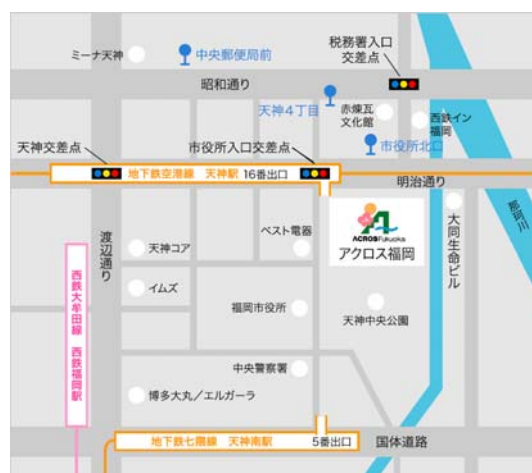 ミーナ天神
中央郵便局前
税務署入口
交差点
昭和通り
天神4丁目
赤煉瓦
文化館
西鉄イン
福岡
天神交差点
市役所入口交差点
市役所北口
地下鉄空港線 天神駅 16番出口
明治通り
那珂川
渡辺通り
天神コア
ベスト電器
ACROS Fukuoka
アクロス福岡
大同生命ビル
イムズ
西鉄大牟田線 西鉄福岡駅
福岡市役所
天神中央公園
中央警察署
博多大丸／エルガーラ
地下鉄七隈線 天神南駅 5番出口
国体道路